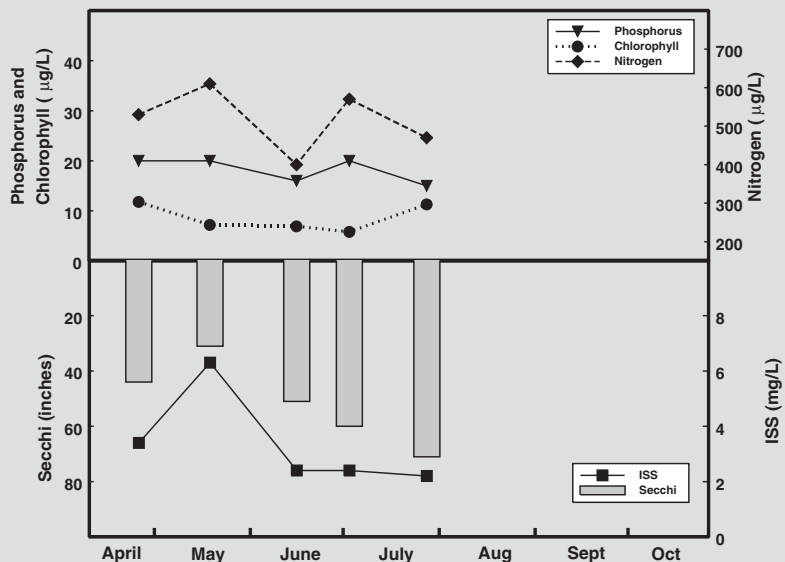 Phosphorus and
Chlorophyll ( µg/L)
40
30
20
10
0
Phosphorus
Chlorophyll
Nitrogen
700
600
500
400
300
200
Nitrogen ( µg/L)
Secchi (inches)
20
40
60
80
ISS
Secchi
8
6
4
2
0
ISS (mg/L)
April May June July Aug Sept Oct